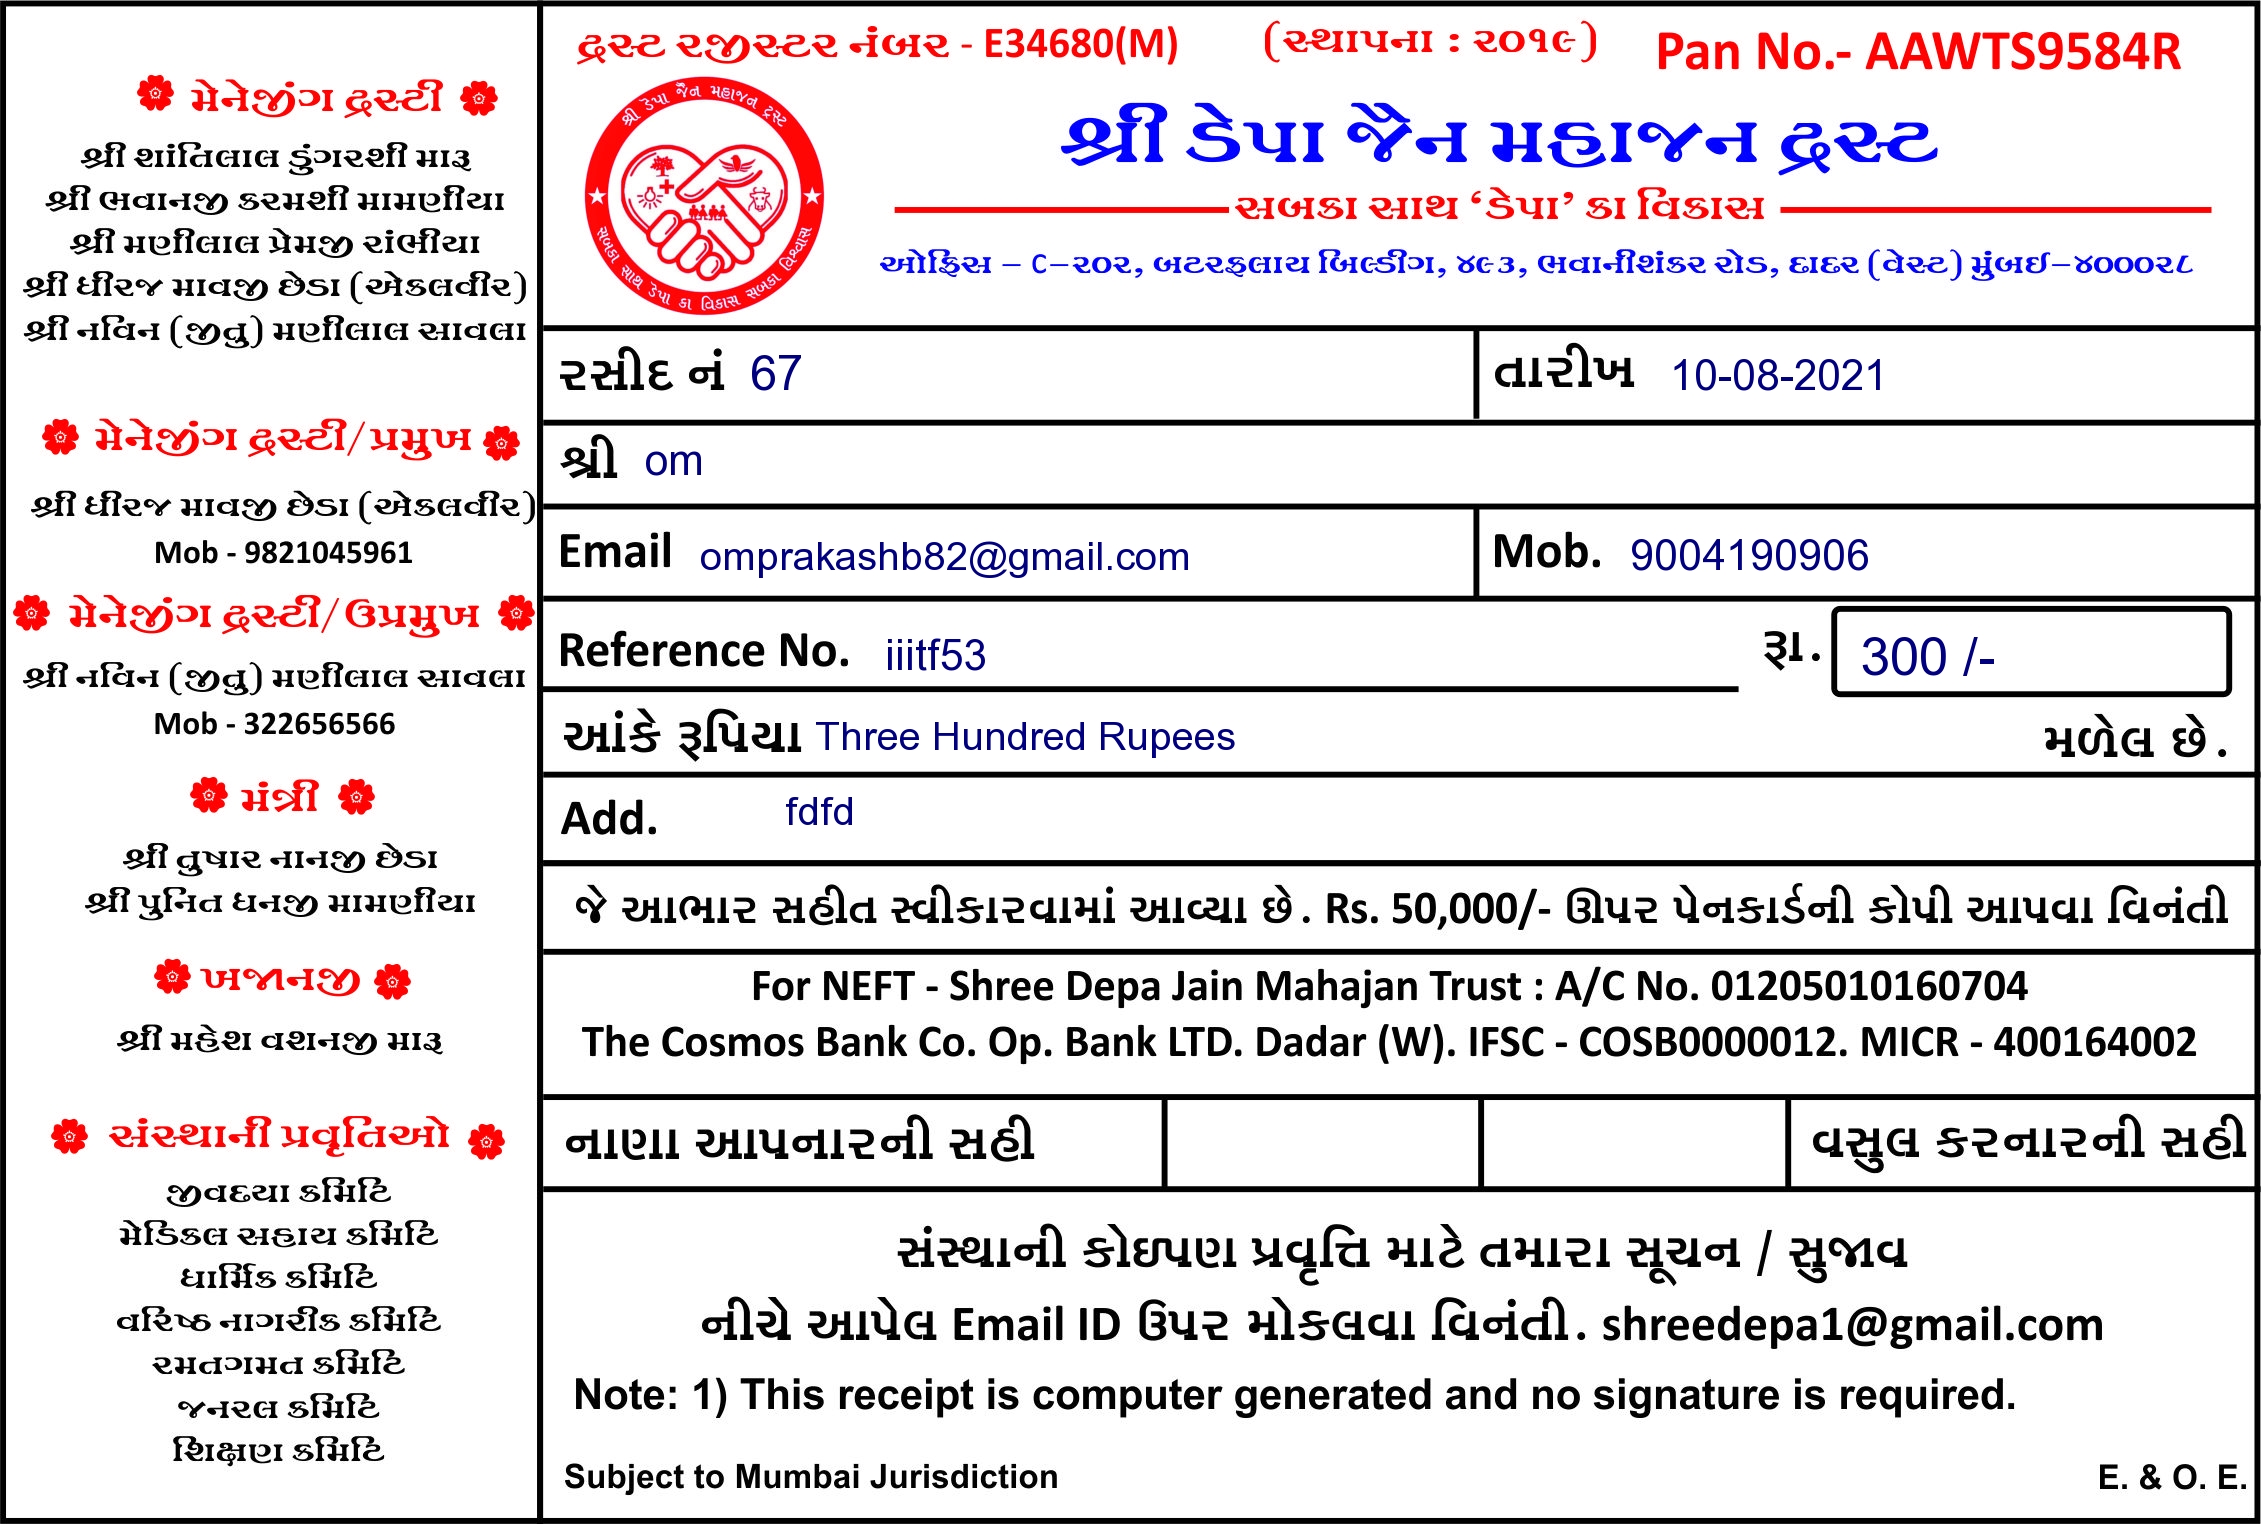 ❀ મેનેજીંગ ટ્રસ્ટી ❀
શ્રી શાંતિલાલ ડુંગરશી મારૂ
શ્રી ભવાનજી કરમશી મામણીયા
શ્રી મણીલાલ પ્રેમજી રાંભીયા
શ્રી ધીરજ માવજી છેડા (એકલવીર)
શ્રી નવિન (જીતુ) મણીલાલ સાવલા
❀ મેનેજીંગ ટ્રસ્ટી/પ્રમુખ ❀
શ્રી ધીરજ માવજી છેડા (એકલવીર)
Mob - 9821045961
❀ મેનેજીંગ ટ્રસ્ટી/ઉપ્રમુખ ❀
શ્રી નવિન (જીતુ) મણીલાલ સાવલા
Mob - 322656566
❀ મંત્રી ❀
શ્રી તુષાર નાનજી છેડા
શ્રી પુનિત ધનજી મામણીયા
❀ ખજાનજી ❀
શ્રી મહેશ વશનજી મારૂ
❀ સંસ્થાની પ્રવૃતિઓ ❀
જીવદયા કમિટિ
મેડિકલ સહાય કમિટિ
ધાર્મિક કમિટિ
વરિષ્ઠ નાગરીક કમિટિ
રમતગમત કમિટિ
જનરલ કમિટિ
શિક્ષણ કમિટિ
ટ્રસ્ટ રજીસ્ટર નંબર - E34680(M) (સ્થાપના : ૨૦૧૯) Pan No.- AAWTS9584R
શ્રી ડેપા જૈન મહાજન ટ્રસ્ટ
સબકા સાથ ડેપા કા વિકાસ સબકા વિશ્વાસ
શ્રી ડેપા જૈન મહાજન ટ્રસ્ટ
સબકા સાથ ‘ડેપા’ કા વિકાસ
ઓફિસ – C–૨૦૨, બટરફલાય બિલ્ડીંગ, ૪૯૩, ભવાનીશંકર રોડ, દાદર (વેસ્ટ) મુંબઇ–૪૦૦૦૨૮
રસીદ નં 67 તારીખ 10-08-2021
શ્રી om
Email omprakashb82@gmail.com Mob. 9004190906
Reference No. iiitf53 રૂા. 300 /-
આંકે રૂપિયા Three Hundred Rupees મળેલ છે.
Add. fdfd
જે આભાર સહીત સ્વીકારવામાં આવ્યા છે. Rs. 50,000/- ઊપર પેનકાર્ડની કોપી આપવા વિનંતી
For NEFT - Shree Depa Jain Mahajan Trust : A/C No. 01205010160704
The Cosmos Bank Co. Op. Bank LTD. Dadar (W). IFSC - COSB0000012. MICR - 400164002
નાણા આપનારની સહી વસુલ કરનારની સહી
સંસ્થાની કોઇપણ પ્રવૃત્તિ માટે તમારા સૂચન / સુજાવ
નીચે આપેલ Email ID ઉપર મોકલવા વિનંતી. shreedepa1@gmail.com
Note: 1) This receipt is computer generated and no signature is required.
Subject to Mumbai Jurisdiction E. & O. E.